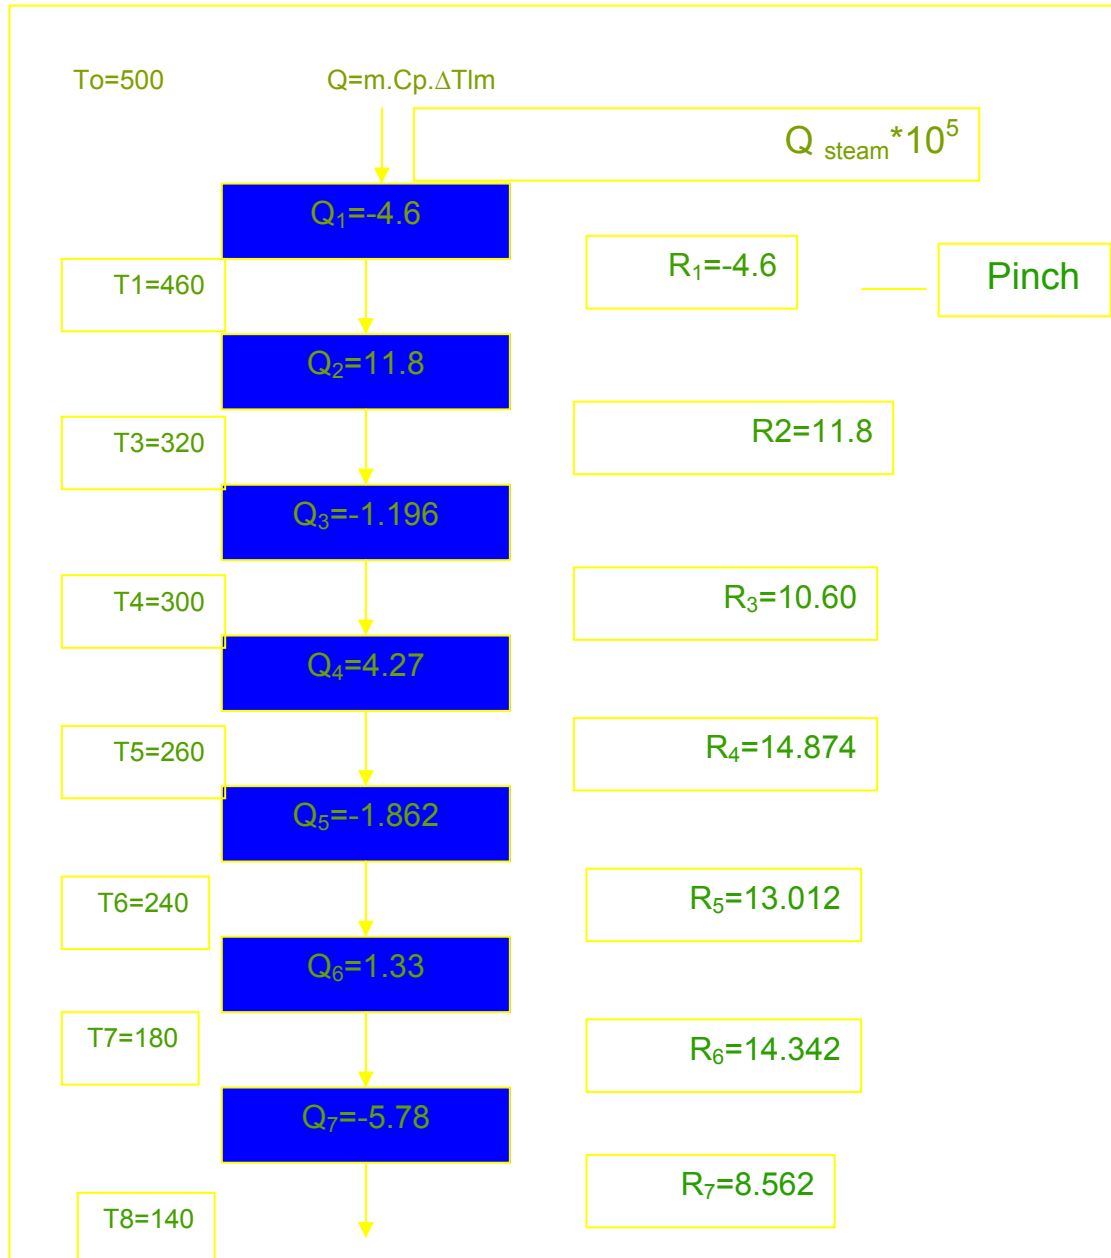 To=500 Q=m.Cp.∆Tlm
Q steam*10⁵
Q₁=-4.6
R₁=-4.6
Pinch
T1=460
Q₂=11.8
R2=11.8
T3=320
Q₃=-1.196
R₃=10.60
T4=300
Q₄=4.27
R₄=14.874
T5=260
Q₅=-1.862
R₅=13.012
T6=240
Q₆=1.33
R₆=14.342
T7=180
Q₇=-5.78
R₇=8.562
T8=140